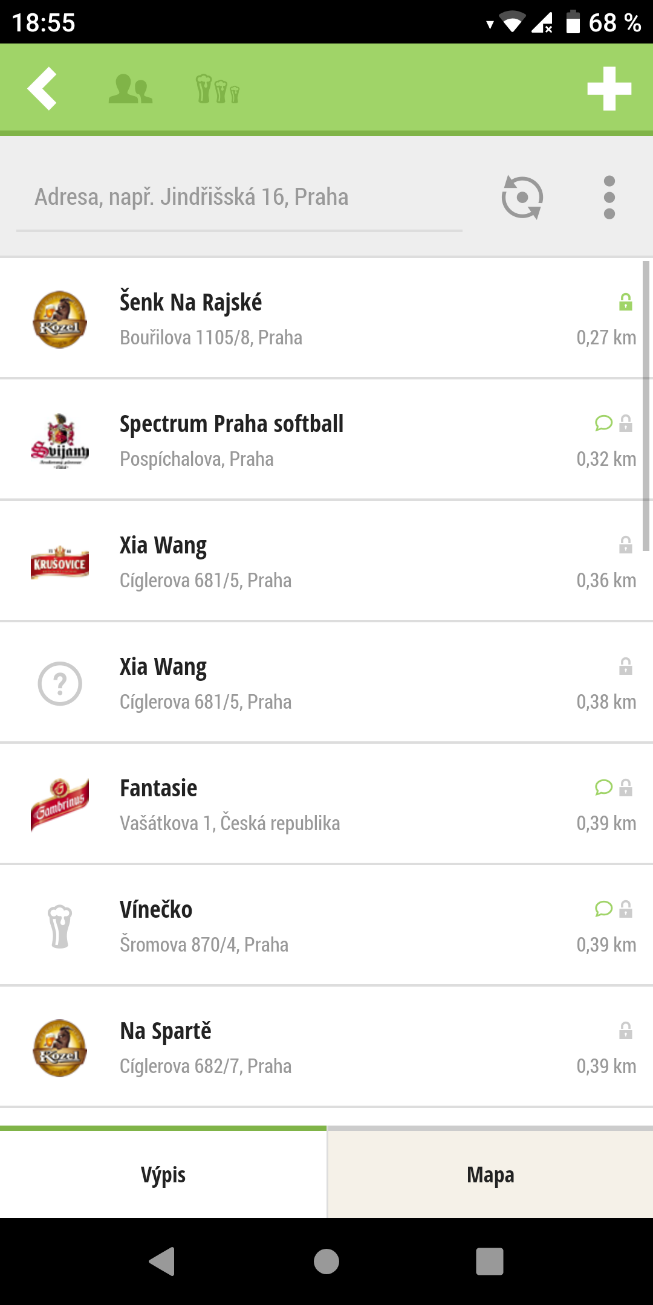 18:55
68 %
Adresa, např. Jindřišská 16, Praha
Šenk Na Rajské
Bouřilova 1105/8, Praha
0,27 km
Kozel
Spectrum Praha softball
Pospíchalova, Praha
0,32 km
Svijany
Xia Wang
Cíglerova 681/5, Praha
0,36 km
KRUŠOVICE
Xia Wang
Cíglerova 681/5, Praha
0,38 km
?
Fantasie
Vašátkova 1, Česká republika
0,39 km
Gambrinus
Vínečko
Šromova 870/4, Praha
0,39 km
Na Spartě
Cíglerova 682/7, Praha
0,39 km
Kozel
Výpis
Mapa